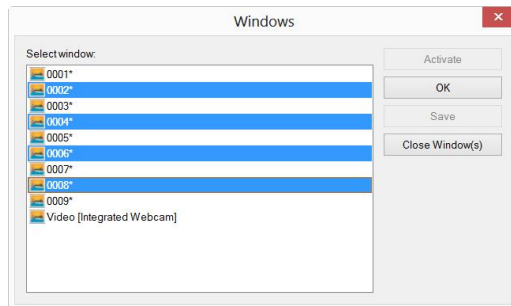 Windows
Select window:
Activate
0001*
0002*
OK
0003*
0004*
Save
0005*
0006*
Close Window(s)
0007*
0008*
0009*
Video [Integrated Webcam]